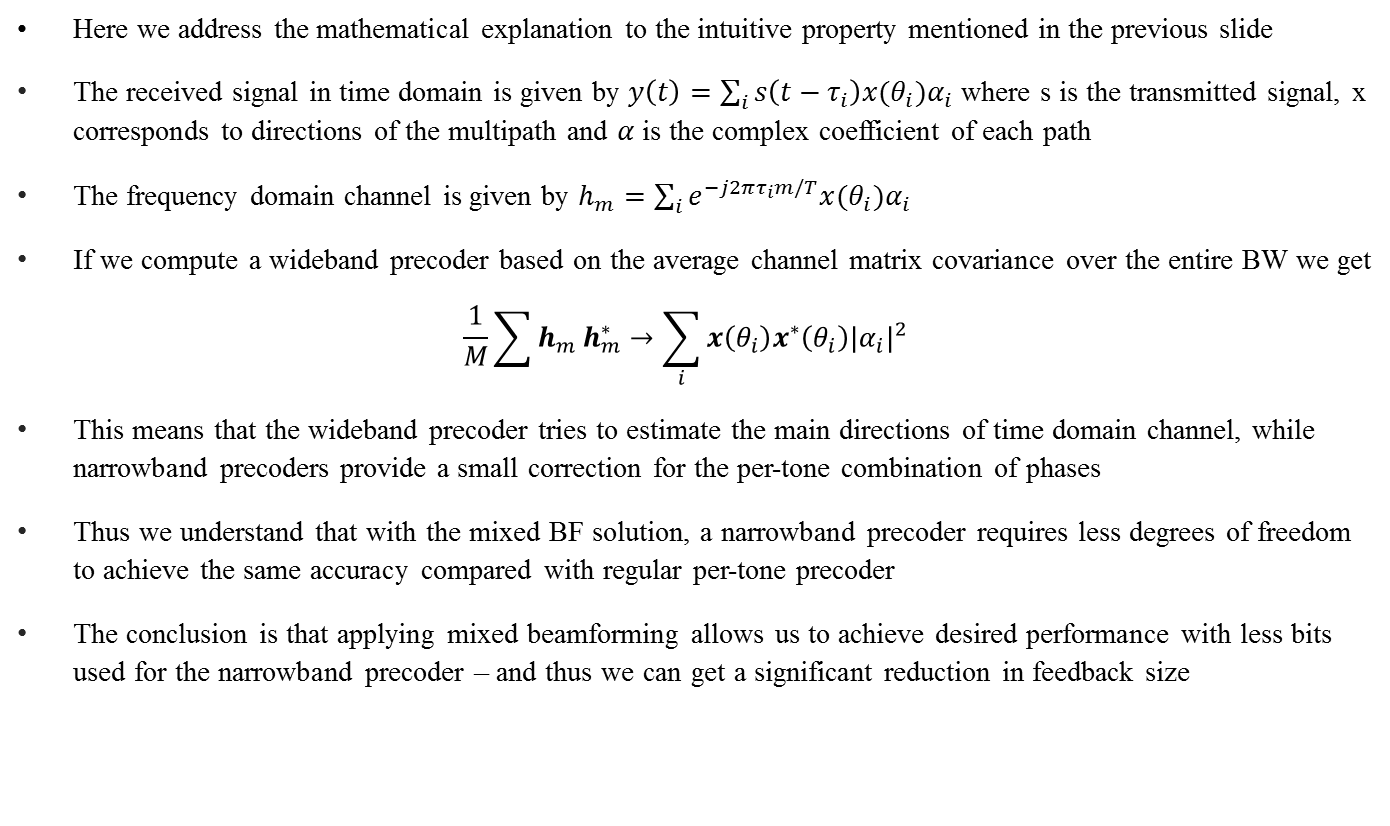 • Here we address the mathematical explanation to the intuitive property mentioned in the previous slide
• The received signal in time domain is given by 𝑦(𝑡) = ∑ᵢ 𝑠(𝑡 − 𝜏ᵢ)𝑥(𝜃ᵢ)𝛼ᵢ where s is the transmitted signal, x
corresponds to directions of the multipath and 𝛼 is the complex coefficient of each path
• The frequency domain channel is given by ℎ_𝑚 = ∑ᵢ 𝑒^{−𝑗2𝜋𝜏ᵢ𝑚/𝑇} 𝑥(𝜃ᵢ)𝛼ᵢ
• If we compute a wideband precoder based on the average channel matrix covariance over the entire BW we get
1/𝑀 ∑ 𝒉_𝑚 𝒉*_𝑚 → ∑_𝑖 𝒙(𝜃ᵢ)𝒙*(𝜃ᵢ)|𝛼ᵢ|²
• This means that the wideband precoder tries to estimate the main directions of time domain channel, while
narrowband precoders provide a small correction for the per-tone combination of phases
• Thus we understand that with the mixed BF solution, a narrowband precoder requires less degrees of freedom
to achieve the same accuracy compared with regular per-tone precoder
• The conclusion is that applying mixed beamforming allows us to achieve desired performance with less bits
used for the narrowband precoder – and thus we can get a significant reduction in feedback size